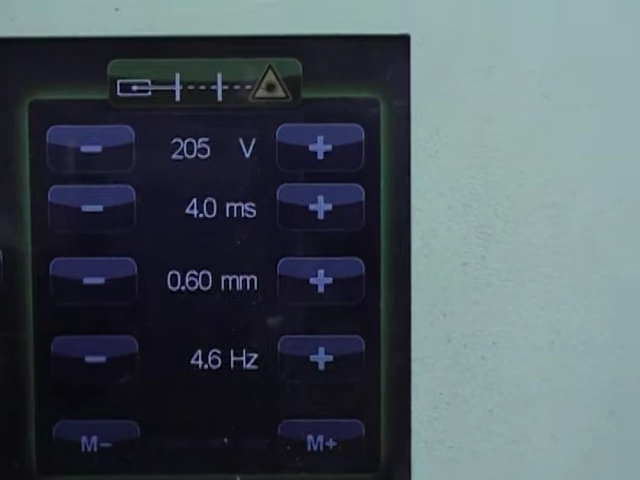 - 205 V +
- 4.0 ms +
- 0.60 mm +
- 4.6 Hz +
M- M+